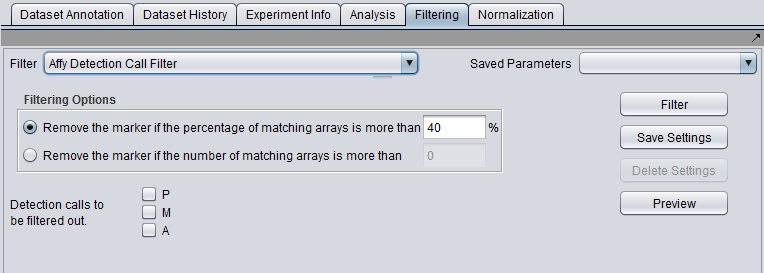 Dataset Annotation Dataset History Experiment Info Analysis Filtering Normalization
Filter Affy Detection Call Filter Saved Parameters
Filtering Options
Filter
Remove the marker if the percentage of matching arrays is more than 40 %
Save Settings
Remove the marker if the number of matching arrays is more than 0
Delete Settings
P
Detection calls to
be filtered out.
M
A
Preview